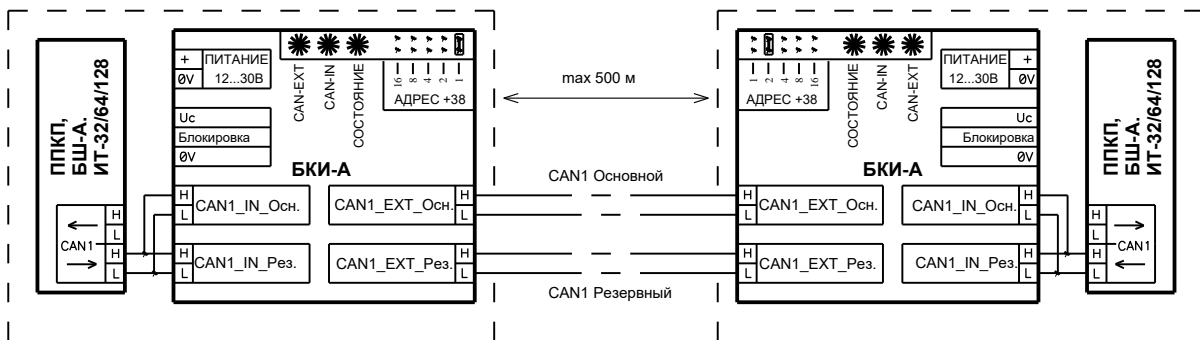 ППКП,
БШ-А.
ИТ-32/64/128
H
L
CAN1
H
L
+
ПИТАНИЕ
0V
12...30В
Uc
Блокировка
0V
CAN-EXT
CAN-IN
СОСТОЯНИЕ
16
8
4
2
1
АДРЕС +38
БКИ-А
H
CAN1_IN_Осн.
L
CAN1_EXT_Осн.
H
L
H
CAN1_IN_Рез.
L
CAN1_EXT_Рез.
H
L
max 500 м
CAN1 Основной
CAN1 Резервный
1
2
4
8
16
АДРЕС +38
СОСТОЯНИЕ
CAN-IN
CAN-EXT
ПИТАНИЕ
+
12...30В
0V
Uc
Блокировка
0V
БКИ-А
H
CAN1_EXT_Осн.
L
CAN1_IN_Осн.
H
L
H
CAN1_EXT_Рез.
L
CAN1_IN_Рез.
H
L
ППКП,
БШ-А.
ИТ-32/64/128
H
L
CAN1
H
L